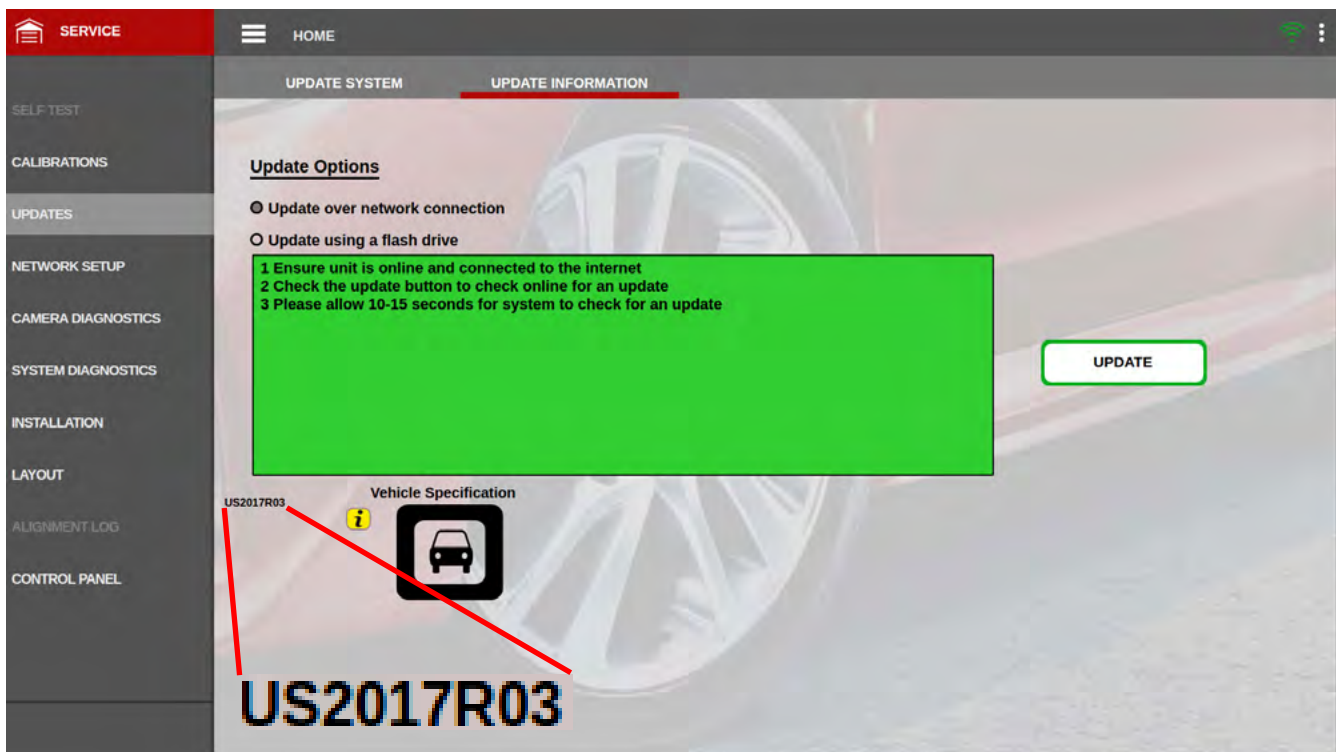 SERVICE
HOME
UPDATE SYSTEM
UPDATE INFORMATION
SELF TEST
CALIBRATIONS
UPDATES
NETWORK SETUP
CAMERA DIAGNOSTICS
SYSTEM DIAGNOSTICS
INSTALLATION
LAYOUT
ALIGNMENT LOG
CONTROL PANEL
Update Options
Update over network connection
Update using a flash drive
1 Ensure unit is online and connected to the internet
2 Check the update button to check online for an update
3 Please allow 10-15 seconds for system to check for an update
UPDATE
US2017R03
Vehicle Specification
i
US2017R03